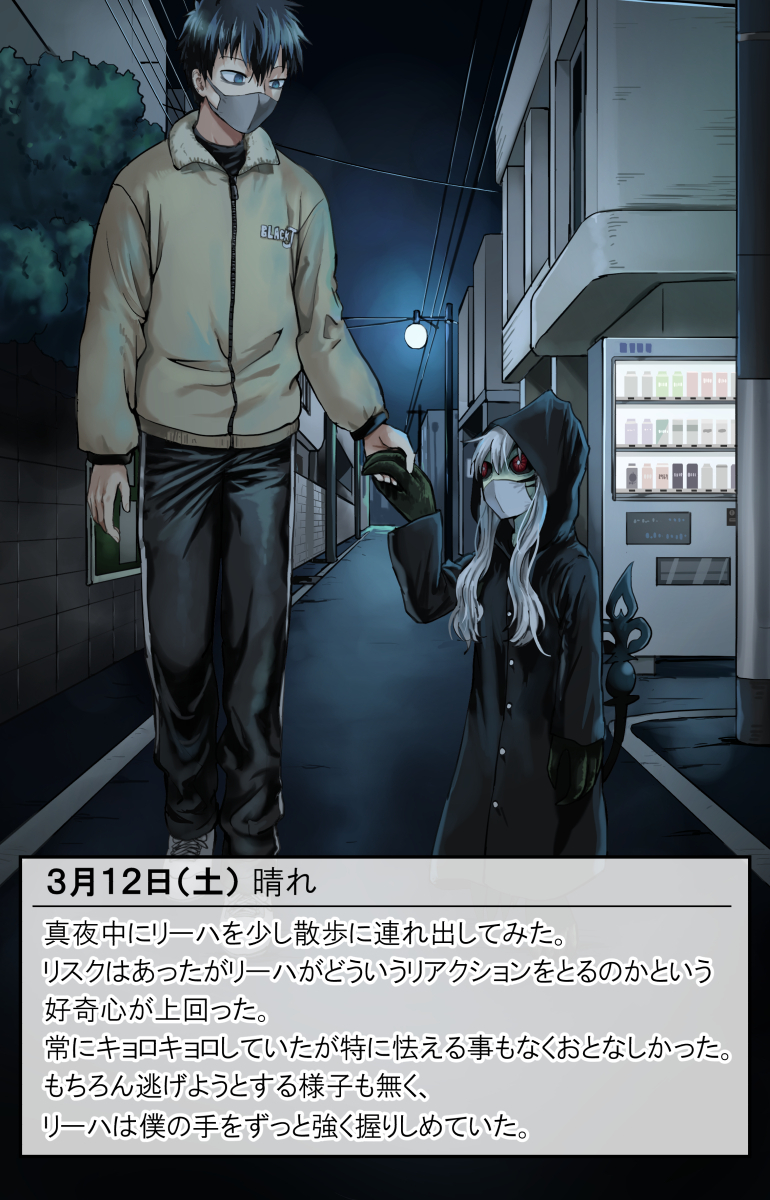 BLACK J
3月12日(土) 晴れ
真夜中にリーハを少し散歩に連れ出してみた。
リスクはあったがリーハがどういうリアクションをとるのかという
好奇心が上回った。
常にキョロキョロしていたが特に怯える事もなくおとなしかった。
もちろん逃げようとする様子も無く、
リーハは僕の手をずっと強く握りしめていた。